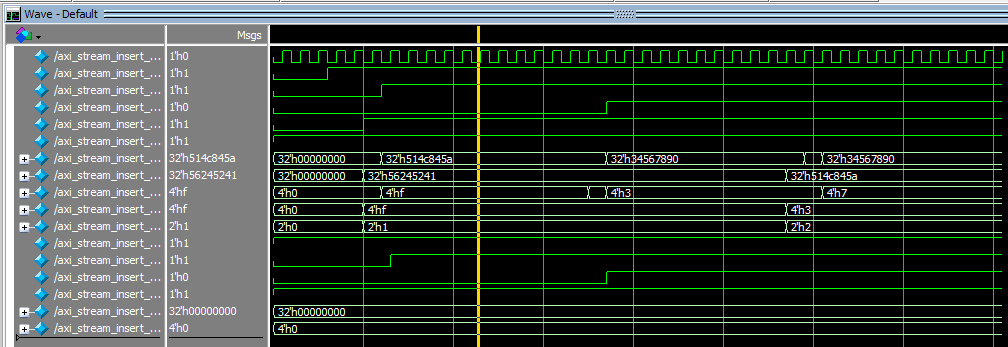 Wave - Default
Msgs
/axi_stream_insert_... 1'h0
/axi_stream_insert_... 1'h1
/axi_stream_insert_... 1'h1
/axi_stream_insert_... 1'h0
/axi_stream_insert_... 1'h1
/axi_stream_insert_... 1'h1
/axi_stream_insert_... 32'h514c845a 32'h00000000 32'h514c845a 32'h34567890 32'h34567890
/axi_stream_insert_... 32'h56245241 32'h00000000 32'h56245241 32'h514c845a
/axi_stream_insert_... 4'hf 4'h0 4'hf 4'h3 4'h7
/axi_stream_insert_... 4'hf 4'h0 4'hf 4'h3
/axi_stream_insert_... 2'h1 2'h0 2'h1 2'h2
/axi_stream_insert_... 1'h1
/axi_stream_insert_... 1'h1
/axi_stream_insert_... 1'h0
/axi_stream_insert_... 1'h1
/axi_stream_insert_... 32'h00000000 32'h00000000
/axi_stream_insert_... 4'h0 4'h0